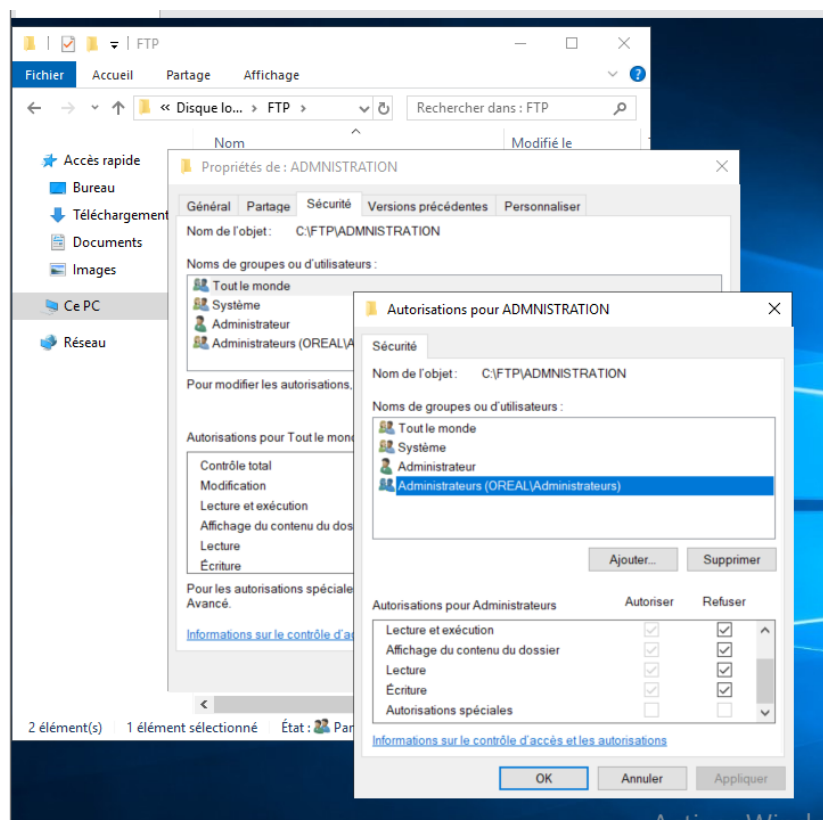 FTP
Fichier Accueil Partage Affichage
« Disque lo... > FTP > Rechercher dans : FTP
Nom Modifié le
Accès rapide
Bureau
Téléchargement
Documents
Images
Ce PC
Réseau
Propriétés de : ADMNISTRATION
Général Partage Sécurité Versions précédentes Personnaliser
Nom de l'objet : C:\FTP\ADMNISTRATION
Noms de groupes ou d'utilisateurs :
Tout le monde
Système
Administrateur
Administrateurs (OREAL\A
Pour modifier les autorisations,
Autorisations pour Tout le mon
Contrôle total
Modification
Lecture et exécution
Affichage du contenu du dos
Lecture
Écriture
Pour les autorisations spéciale
Avancé.
Informations sur le contrôle d'a
2 élément(s) 1 élément sélectionné État : Par
Autorisations pour ADMNISTRATION
Sécurité
Nom de l'objet : C:\FTP\ADMNISTRATION
Noms de groupes ou d'utilisateurs :
Tout le monde
Système
Administrateur
Administrateurs (OREAL\Administrateurs)
Ajouter... Supprimer
Autorisations pour Administrateurs Autoriser Refuser
Lecture et exécution
Affichage du contenu du dossier
Lecture
Écriture
Autorisations spéciales
Informations sur le contrôle d'accès et les autorisations
OK Annuler Appliquer